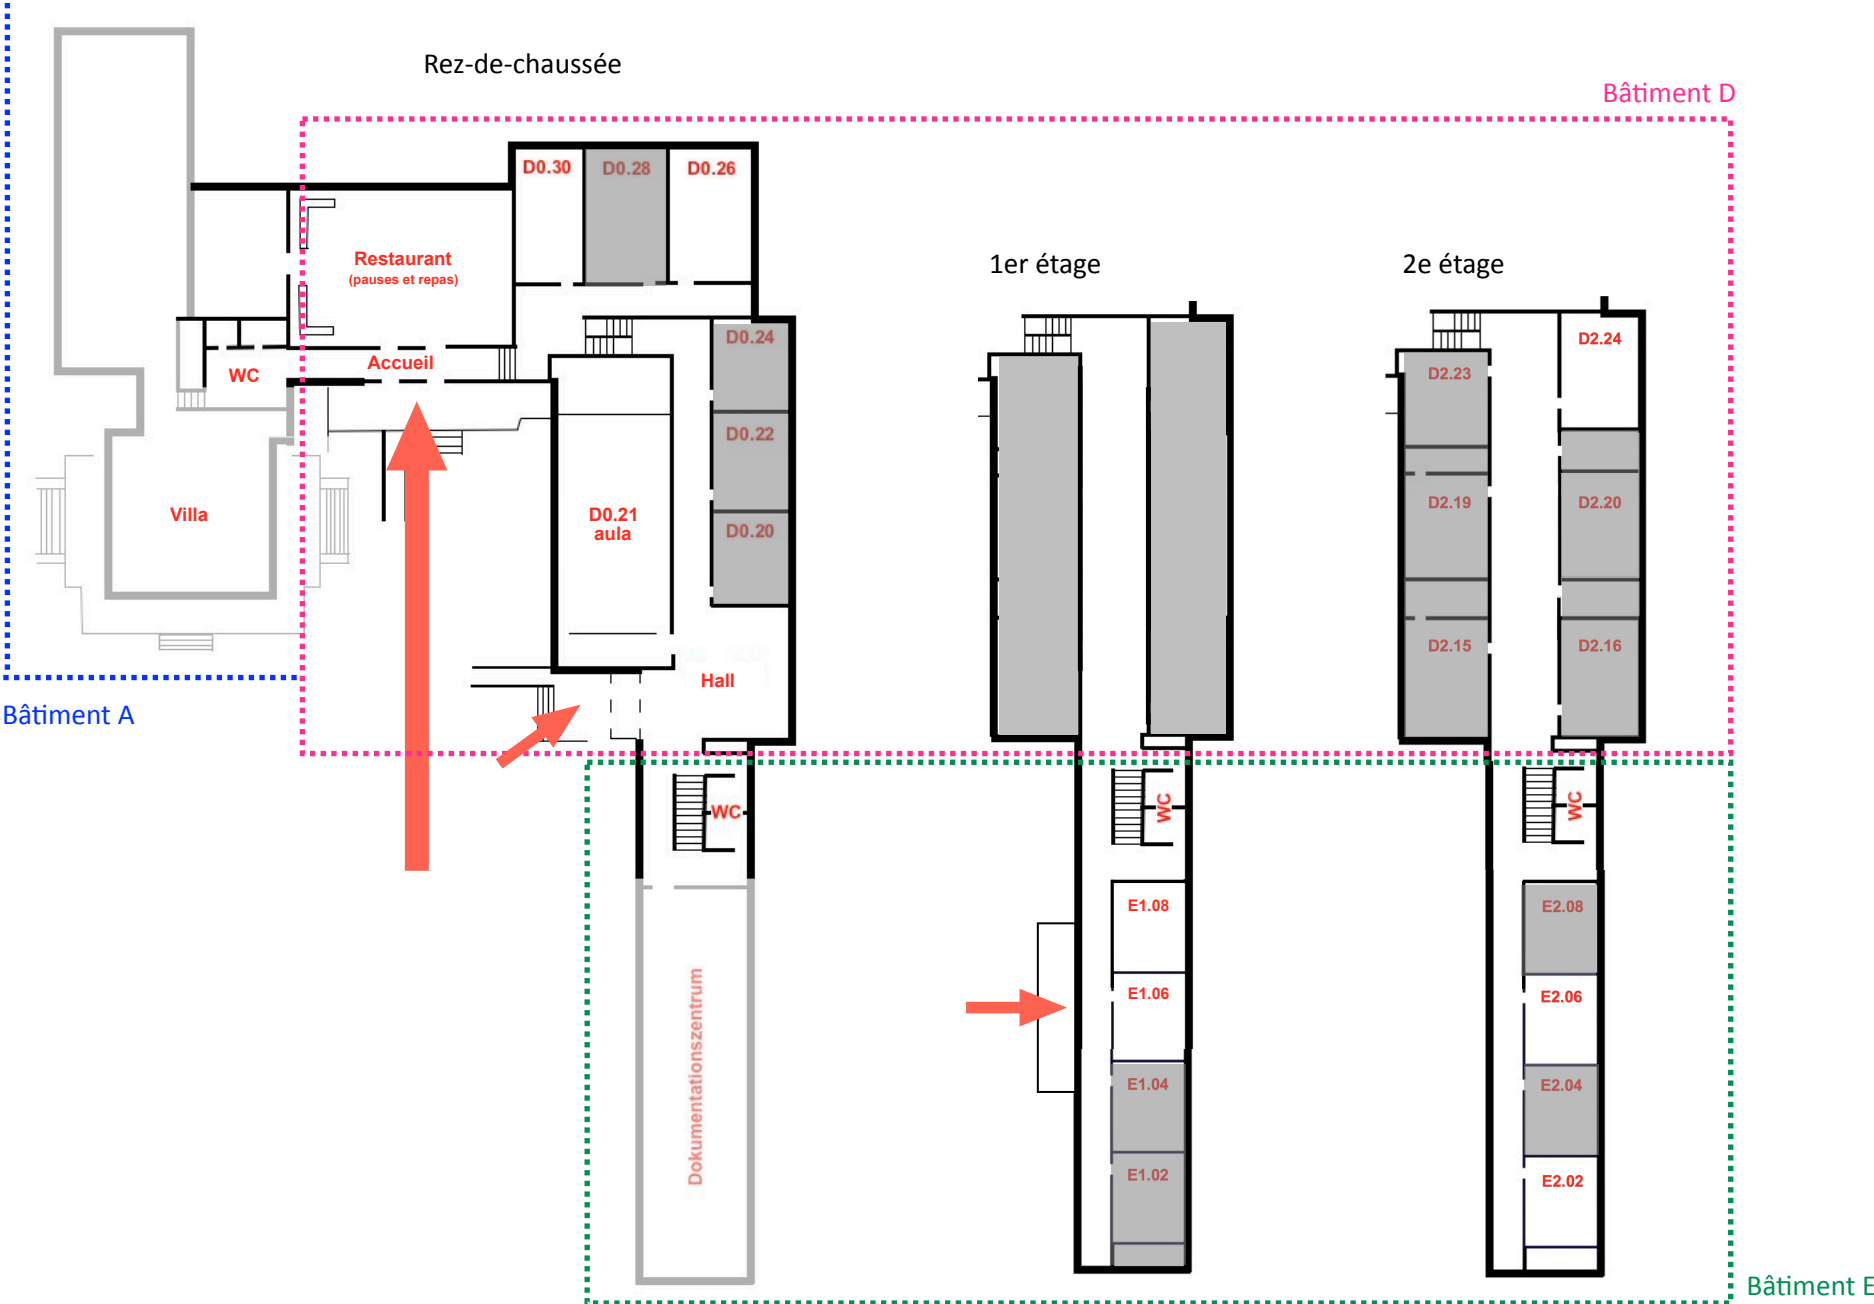 Rez-de-chaussée
Bâtiment D
D0.30
D0.28
D0.26
Restaurant
(pauses et repas)
1er étage
2e étage
D0.24
D2.24
Accueil
WC
D2.23
D0.22
Villa
D0.21
aula
D0.20
D2.19
D2.20
D2.15
D2.16
Hall
Bâtiment A
WC
WC
WC
E1.08
E2.08
E1.06
E2.06
Dokumentationszentrum
E1.04
E2.04
E1.02
E2.02
Bâtiment E